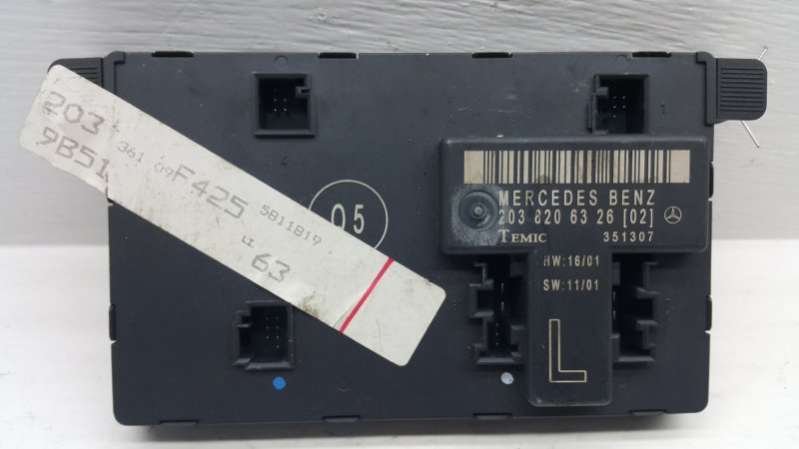 203
361 09 F425 5811819
9B51
LI 63
05
MERCEDES BENZ
203 820 63 26 [02]
TEMIC 351307
HW:16/01
SW:11/01
L